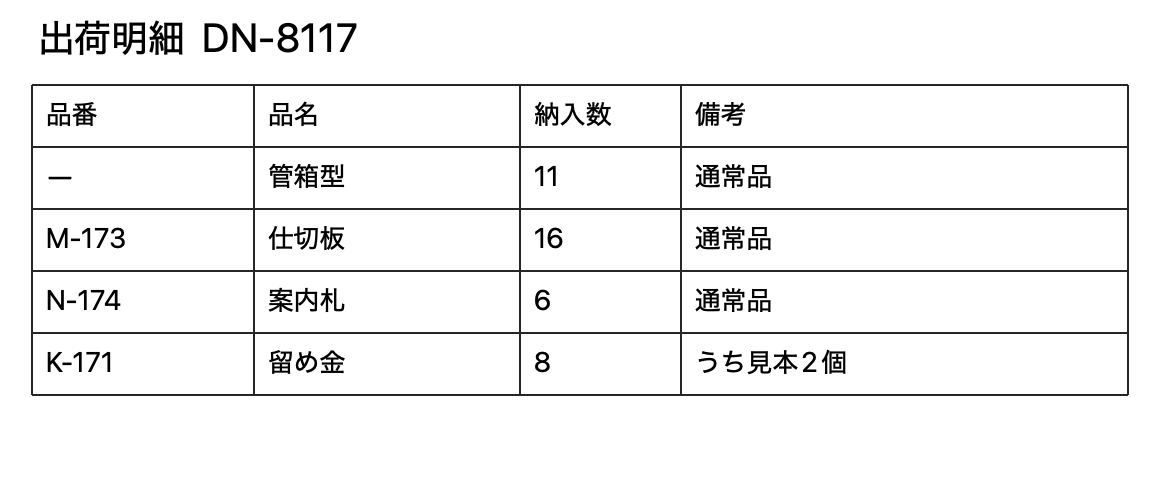 出荷明細 DN-8117
品番 品名 納入数 備考
— 管箱型 11 通常品
M-173 仕切板 16 通常品
N-174 案内札 6 通常品
K-171 留め金 8 うち見本2個